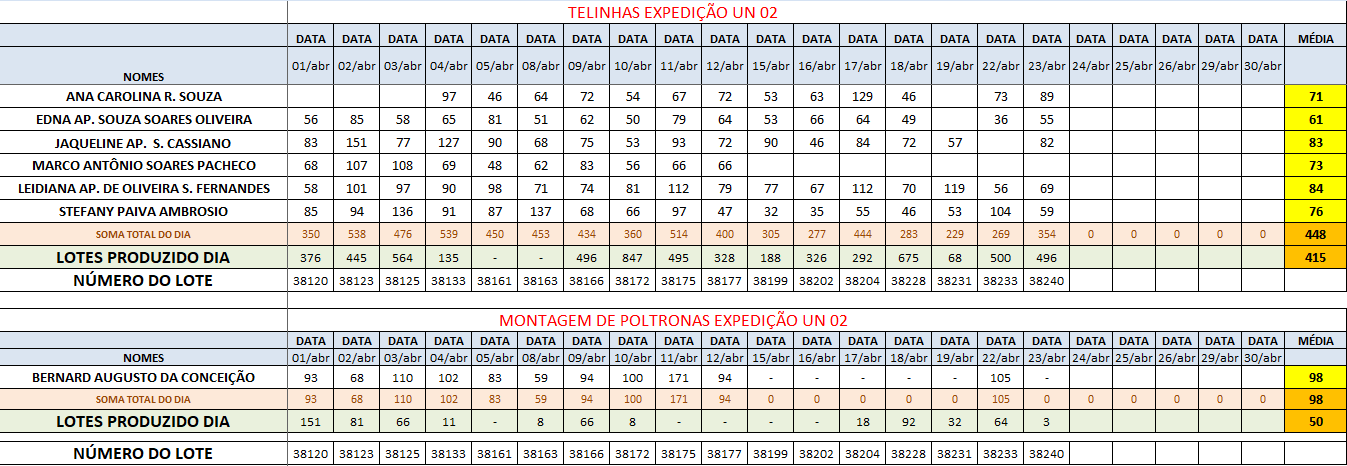 TELINHAS EXPEDIÇÃO UN 02
DATA DATA DATA DATA DATA DATA DATA DATA DATA DATA DATA DATA DATA DATA DATA DATA DATA DATA DATA DATA DATA DATA MÉDIA
NOMES 01/abr 02/abr 03/abr 04/abr 05/abr 08/abr 09/abr 10/abr 11/abr 12/abr 15/abr 16/abr 17/abr 18/abr 19/abr 22/abr 23/abr 24/abr 25/abr 26/abr 29/abr 30/abr
ANA CAROLINA R. SOUZA 97 46 64 72 54 67 72 53 63 129 46 73 89 71
EDNA AP. SOUZA SOARES OLIVEIRA 56 85 58 65 81 51 62 50 79 64 53 66 64 49 36 55 61
JAQUELINE AP. S. CASSIANO 83 151 77 127 90 68 75 53 93 72 90 46 84 72 57 82 83
MARCO ANTÔNIO SOARES PACHECO 68 107 108 69 48 62 83 56 66 66 73
LEIDIANA AP. DE OLIVEIRA S. FERNANDES 58 101 97 90 98 71 74 81 112 79 77 67 112 70 119 56 69 84
STEFANY PAIVA AMBROSIO 85 94 136 91 87 137 68 66 97 47 32 35 55 46 53 104 59 76
SOMA TOTAL DO DIA 350 538 476 539 450 453 434 360 514 400 305 277 444 283 229 269 354 0 0 0 0 0 448
LOTES PRODUZIDO DIA 376 445 564 135 - - 496 847 495 328 188 326 292 675 68 500 496 415
NÚMERO DO LOTE 38120 38123 38125 38133 38161 38163 38166 38172 38175 38177 38199 38202 38204 38228 38231 38233 38240
MONTAGEM DE POLTRONAS EXPEDIÇÃO UN 02
DATA DATA DATA DATA DATA DATA DATA DATA DATA DATA DATA DATA DATA DATA DATA DATA DATA DATA DATA DATA DATA DATA MÉDIA
NOMES 01/abr 02/abr 03/abr 04/abr 05/abr 08/abr 09/abr 10/abr 11/abr 12/abr 15/abr 16/abr 17/abr 18/abr 19/abr 22/abr 23/abr 24/abr 25/abr 26/abr 29/abr 30/abr
BERNARD AUGUSTO DA CONCEIÇÃO 93 68 110 102 83 59 94 100 171 94 - - - - - 105 - 98
SOMA TOTAL DO DIA 93 68 110 102 83 59 94 100 171 94 0 0 0 0 0 105 0 0 0 0 0 0 98
LOTES PRODUZIDO DIA 151 81 66 11 - 8 66 8 - - - - 18 92 32 64 3 50
NÚMERO DO LOTE 38120 38123 38125 38133 38161 38163 38166 38172 38175 38177 38199 38202 38204 38228 38231 38233 38240